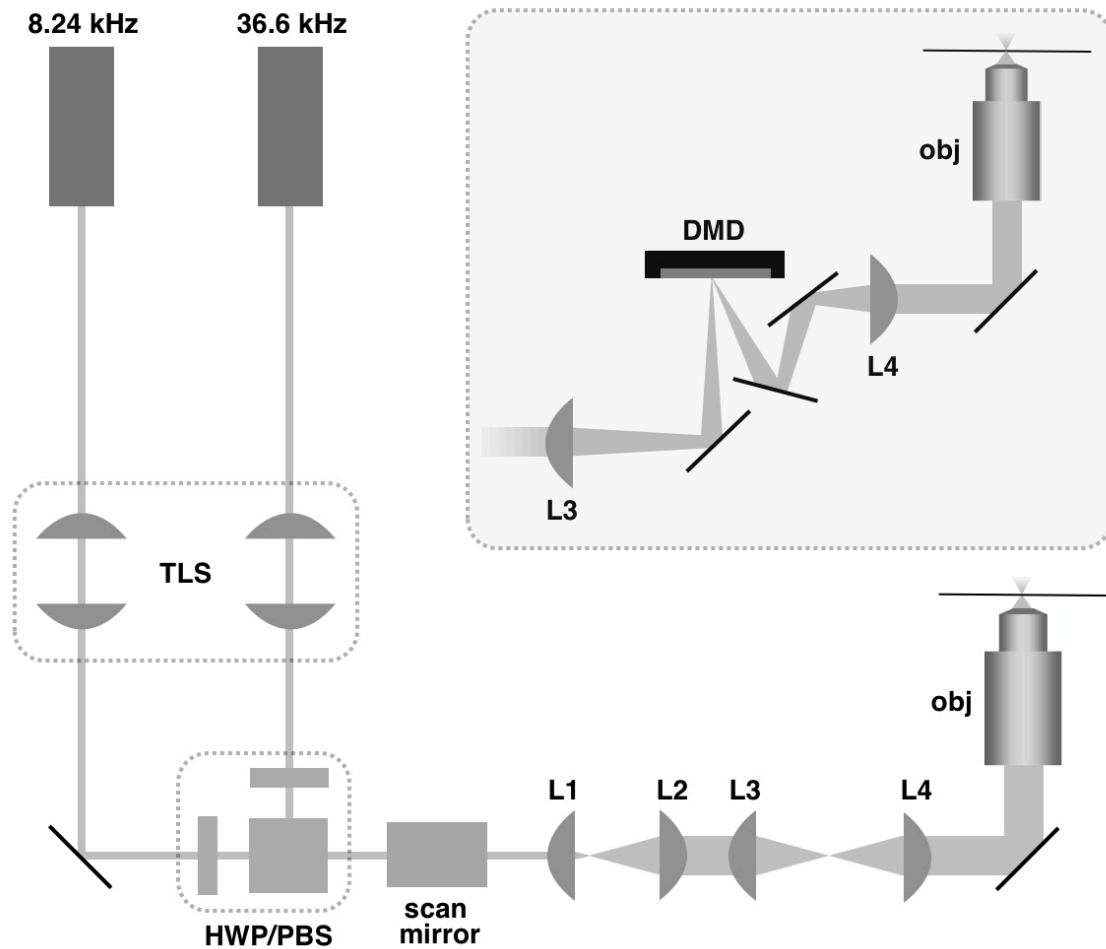 8.24 kHz
36.6 kHz
obj
DMD
L4
L3
TLS
obj
L1
L2
L3
L4
scan
mirror
HWP/PBS